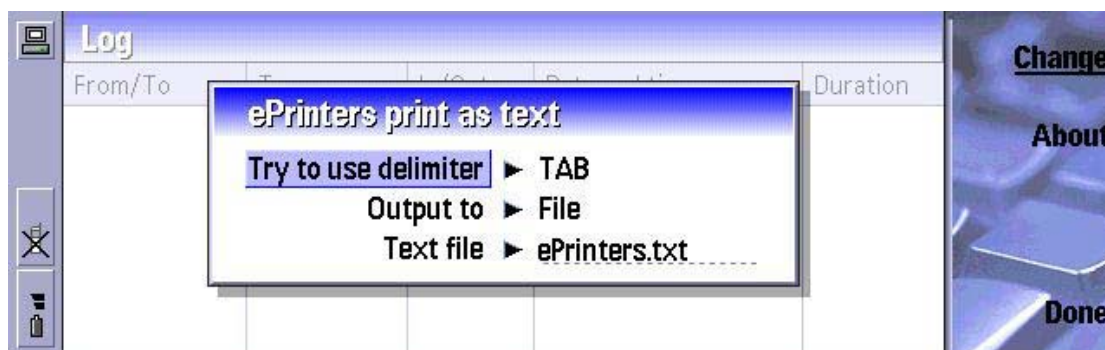 Log
Change
From/To
Duration
ePrinters print as text
About
Try to use delimiter TAB
Output to File
Text file ePrinters.txt
Done